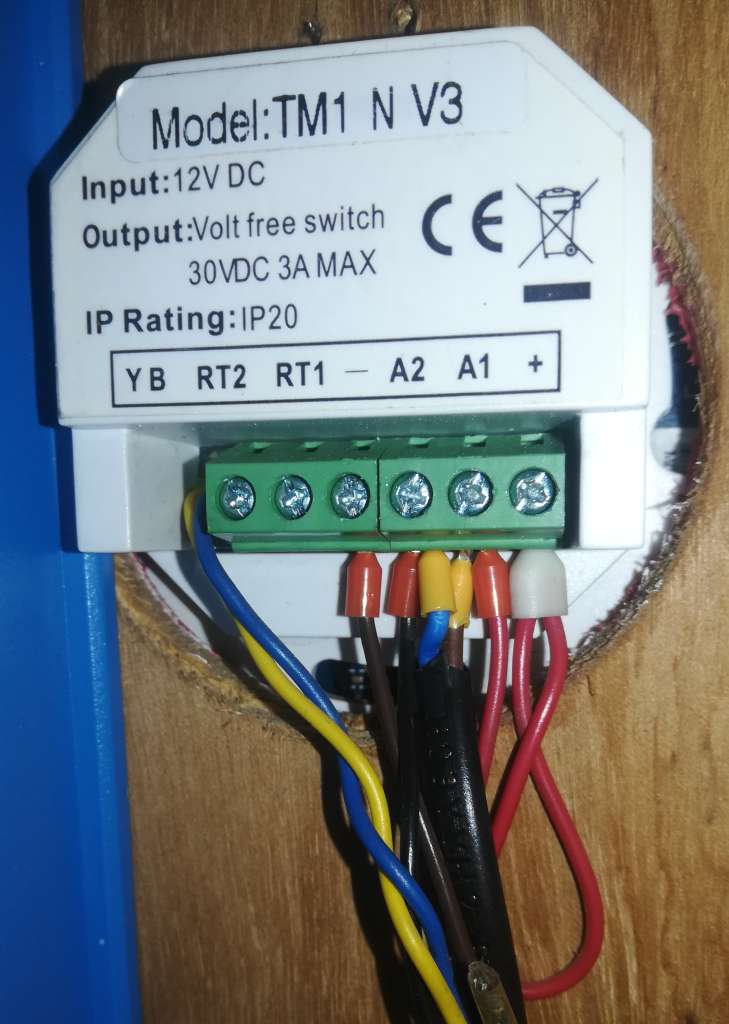 Model:TM1 N V3
Input:12V DC
Output:Volt free switch
30VDC 3A MAX
IP Rating:IP20
CE
YB RT2 RT1 — A2 A1 +